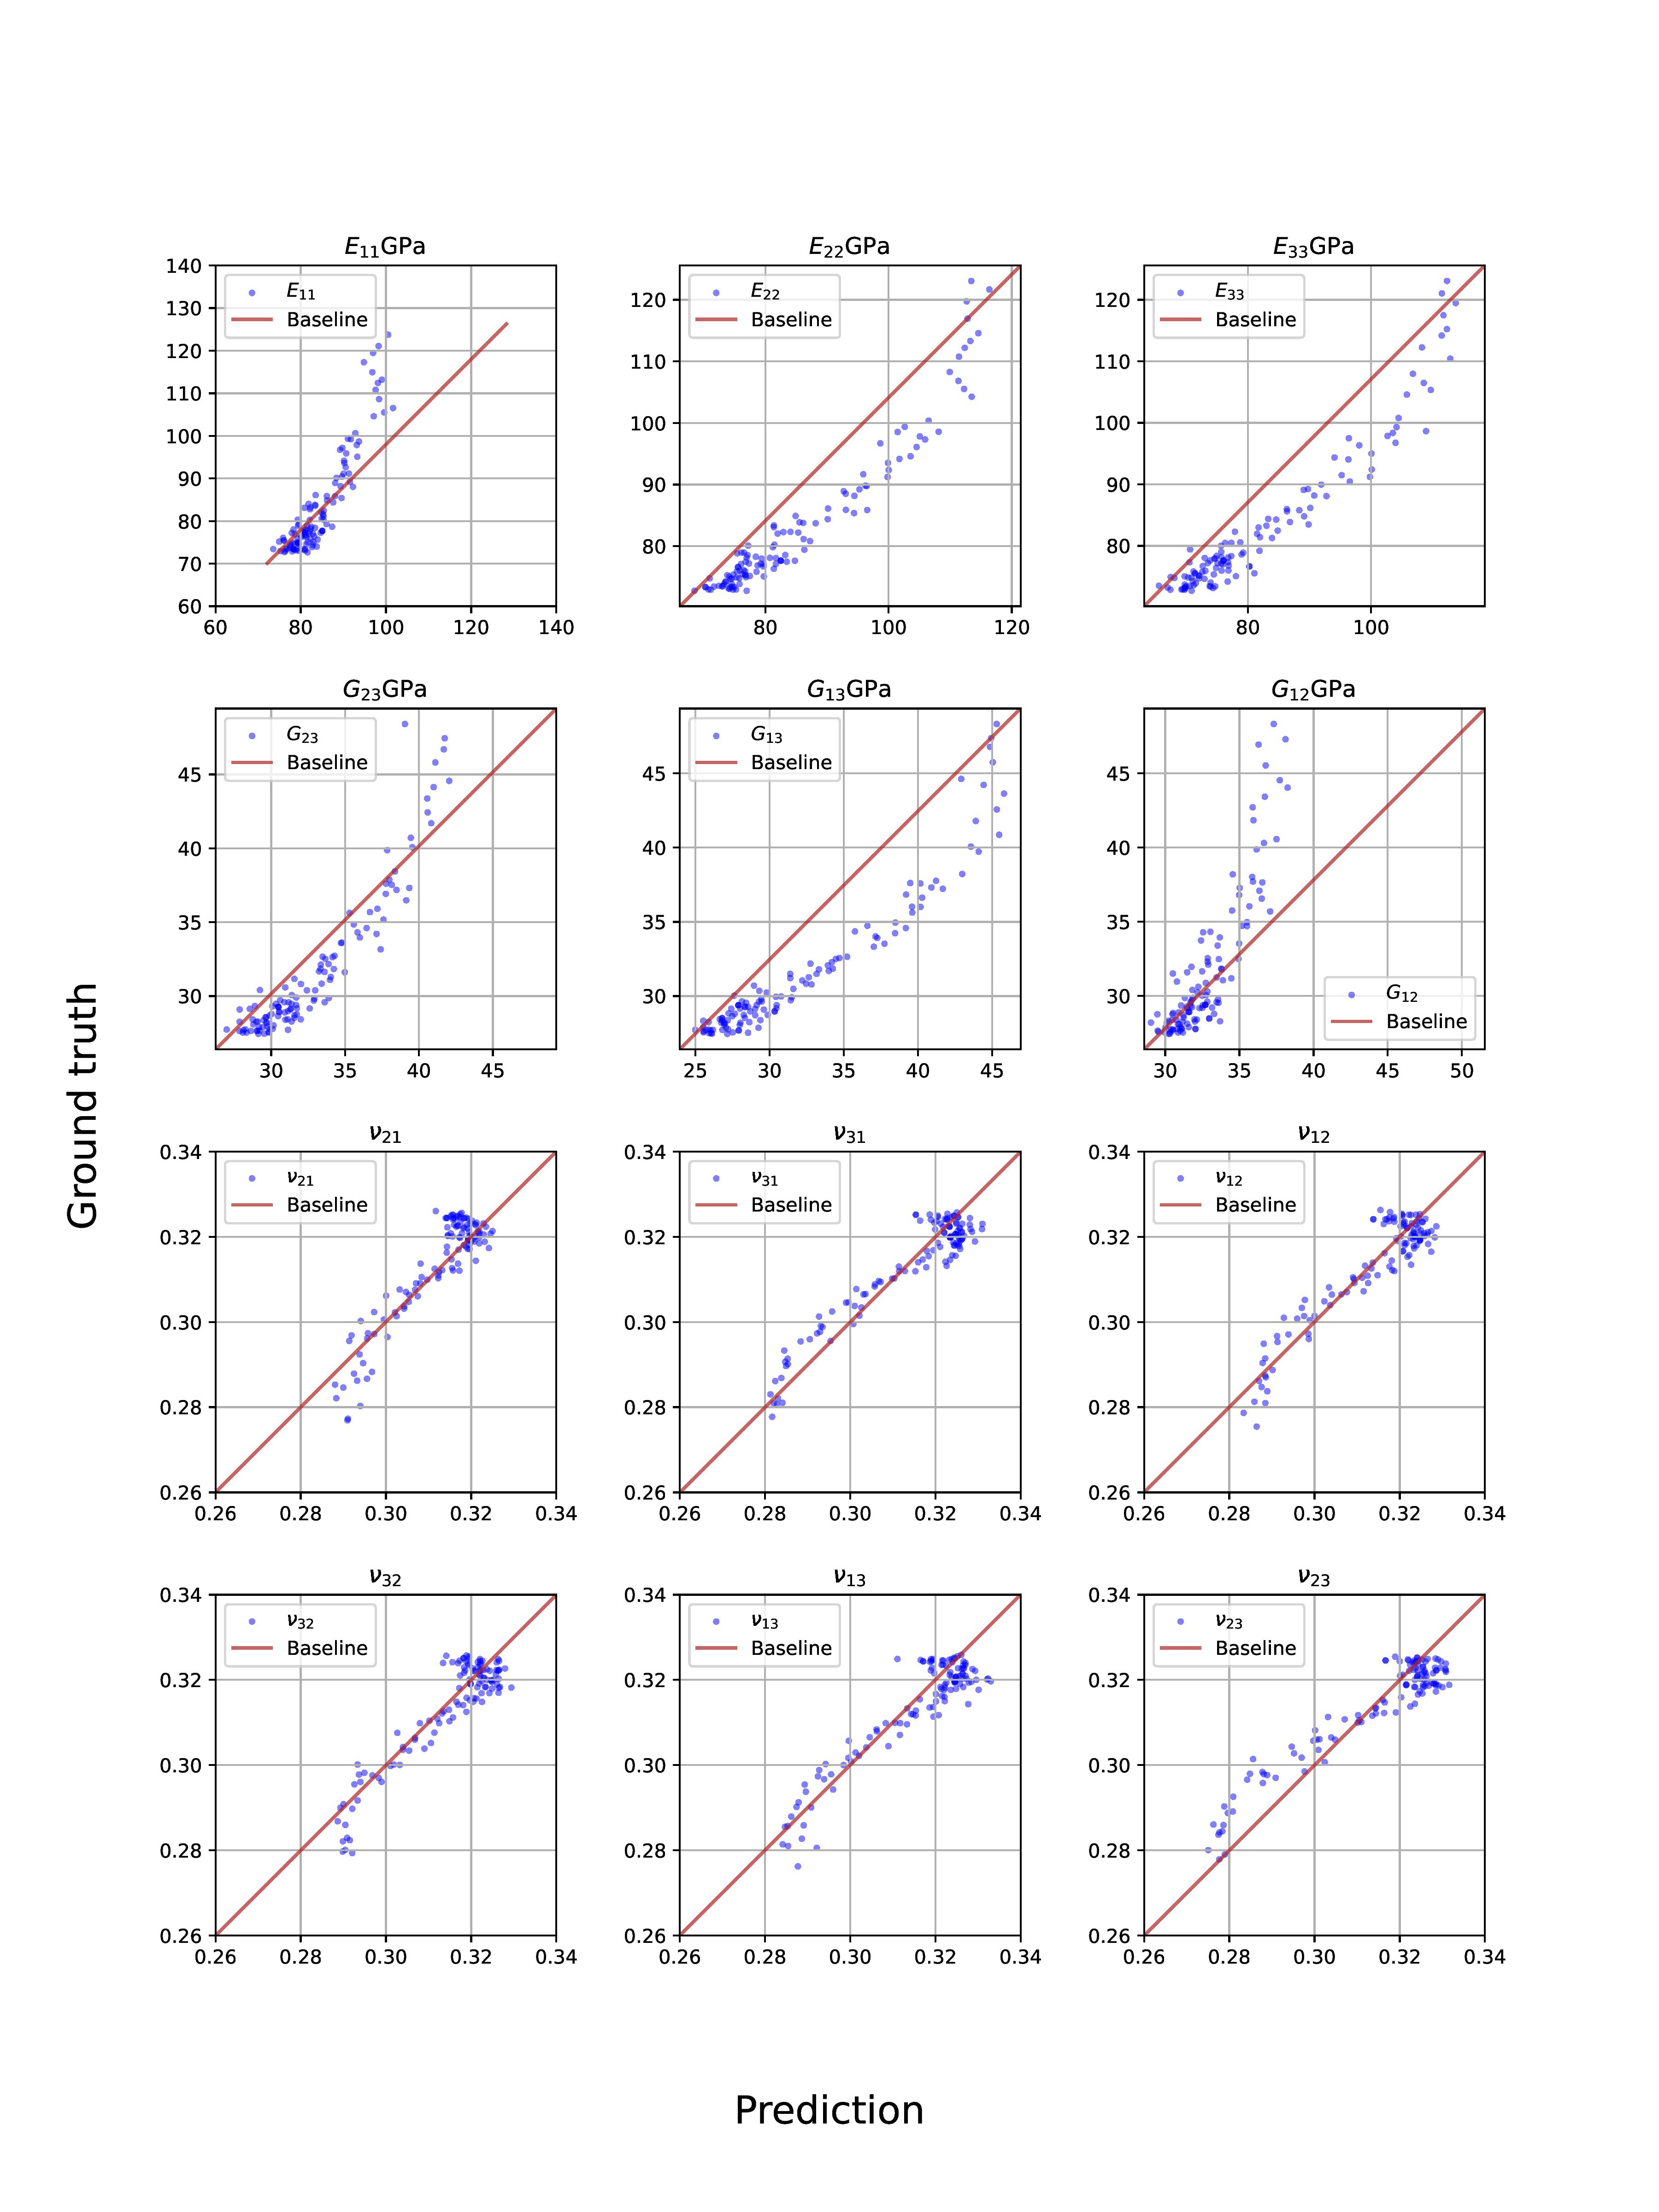 E11GPa
E11
Baseline
140
130
120
110
100
90
80
70
60
60 80 100 120 140
E22GPa
E22
Baseline
120
110
100
90
80
80 100 120
E33GPa
E33
Baseline
120
110
100
90
80
80 100
G23GPa
G23
Baseline
45
40
35
30
30 35 40 45
G13GPa
G13
Baseline
45
40
35
30
25 30 35 40 45
G12GPa
G12
Baseline
45
40
35
30
30 35 40 45 50
ν21
ν21
Baseline
0.34
0.32
0.30
0.28
0.26
0.26 0.28 0.30 0.32 0.34
ν31
ν31
Baseline
0.34
0.32
0.30
0.28
0.26
0.26 0.28 0.30 0.32 0.34
ν12
ν12
Baseline
0.34
0.32
0.30
0.28
0.26
0.26 0.28 0.30 0.32 0.34
ν32
ν32
Baseline
0.34
0.32
0.30
0.28
0.26
0.26 0.28 0.30 0.32 0.34
ν13
ν13
Baseline
0.34
0.32
0.30
0.28
0.26
0.26 0.28 0.30 0.32 0.34
ν23
ν23
Baseline
0.34
0.32
0.30
0.28
0.26
0.26 0.28 0.30 0.32 0.34
Ground truth
Prediction